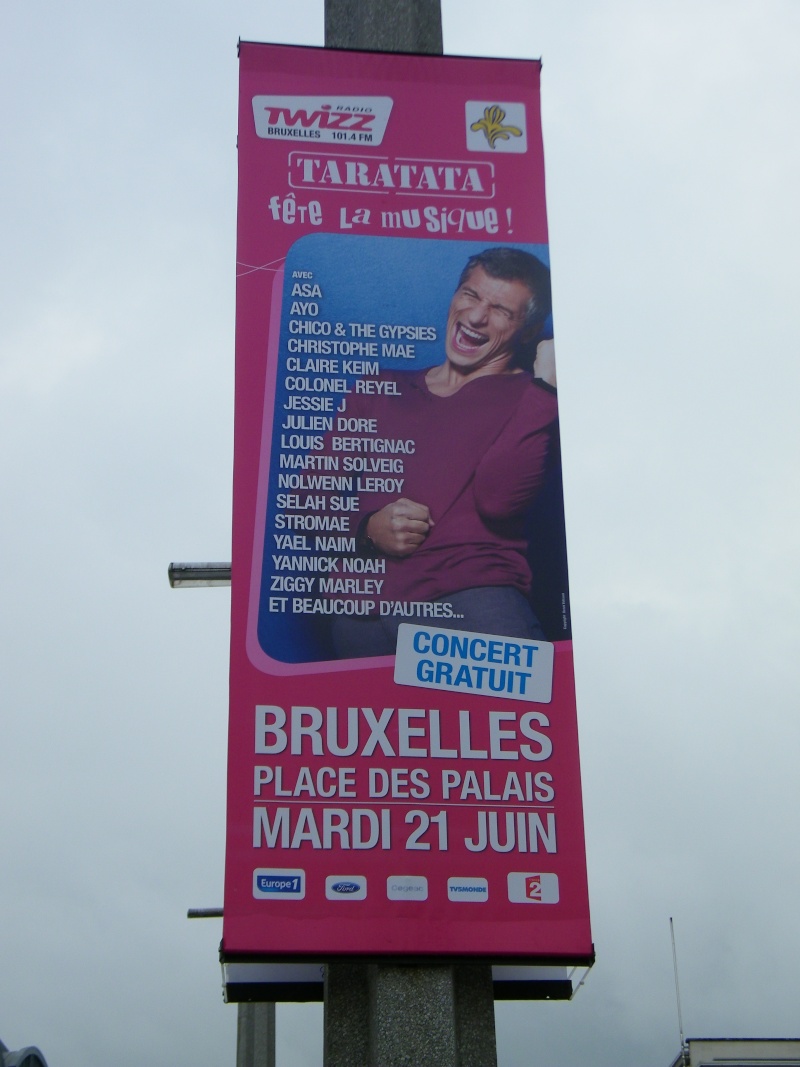 RADIO
TWIZZ
BRUXELLES 101.4 FM
TARATATA
fête La musique !
AVEC
ASA
AYO
CHICO & THE GYPSIES
CHRISTOPHE MAE
CLAIRE KEIM
COLONEL REYEL
JESSIE J
JULIEN DORE
LOUIS BERTIGNAC
MARTIN SOLVEIG
NOLWENN LEROY
SELAH SUE
STROMAE
YAEL NAIM
YANNICK NOAH
ZIGGY MARLEY
ET BEAUCOUP D'AUTRES...
CONCERT
GRATUIT
BRUXELLES
PLACE DES PALAIS
MARDI 21 JUIN
Europe 1
Ford
TV5MONDE
2